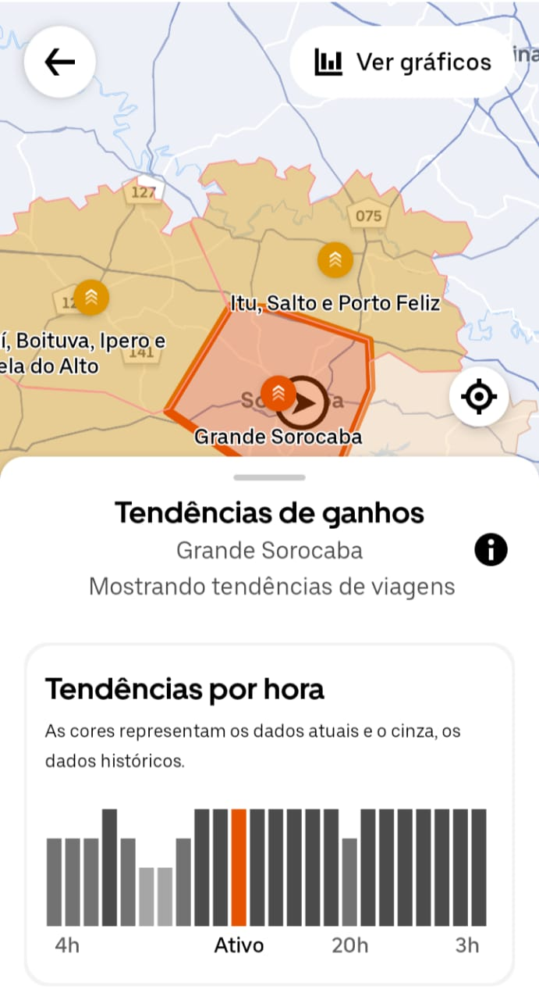 Ver gráficos
ina
127
075
12
Itu, Salto e Porto Feliz
í, Boituva, Ipero e
141
ela do Alto
So a
Grande Sorocaba
Tendências de ganhos
Grande Sorocaba
Mostrando tendências de viagens
Tendências por hora
As cores representam os dados atuais e o cinza, os
dados históricos.
4h Ativo 20h 3h